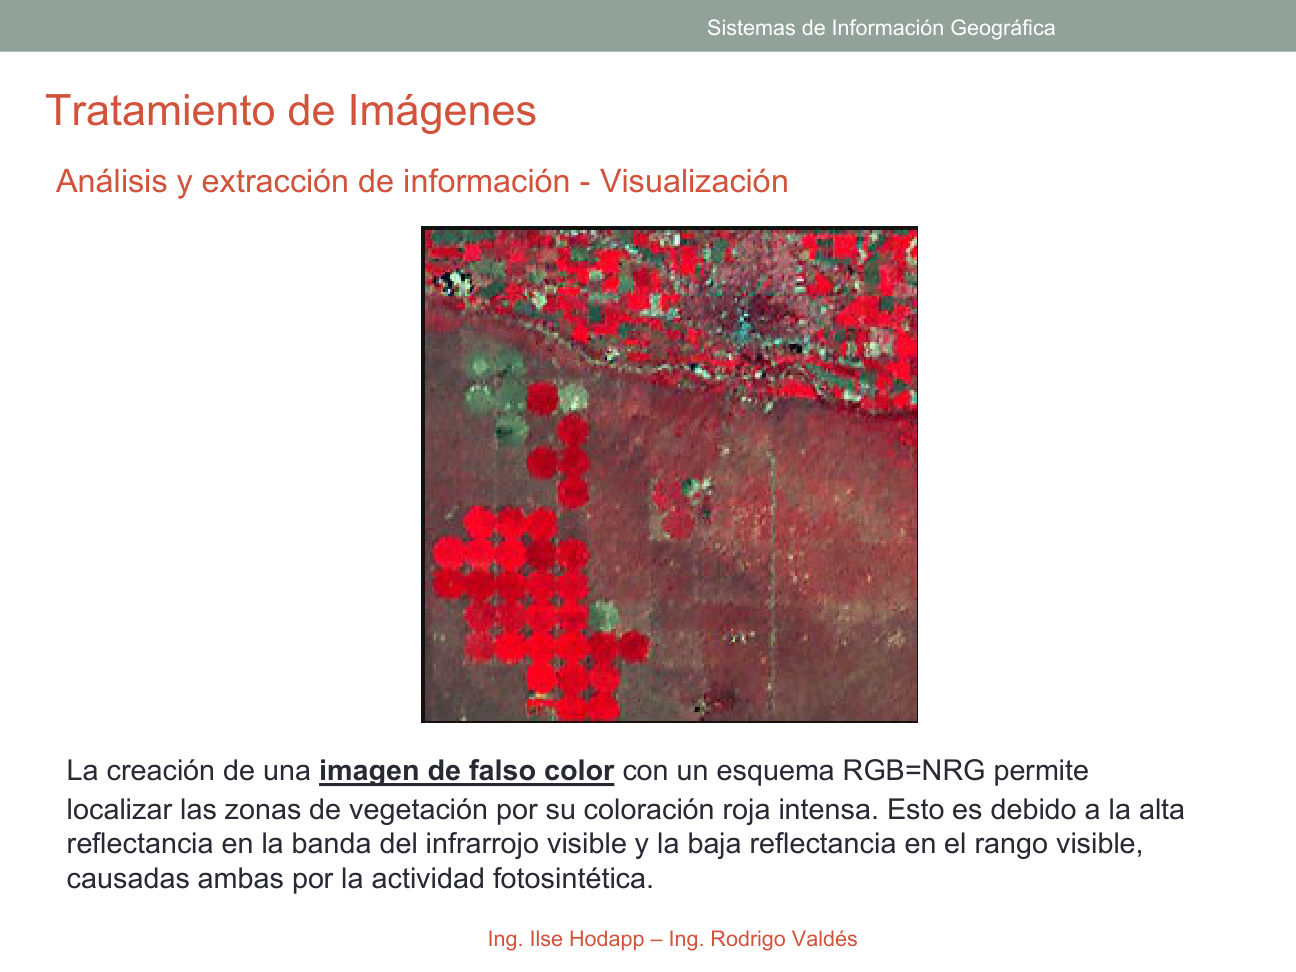 Sistemas de Información Geográfica
Tratamiento de Imágenes
Análisis y extracción de información - Visualización
La creación de una imagen de falso color con un esquema RGB=NRG permite
localizar las zonas de vegetación por su coloración roja intensa. Esto es debido a la alta
reflectancia en la banda del infrarrojo visible y la baja reflectancia en el rango visible,
causadas ambas por la actividad fotosintética.
Ing. Ilse Hodapp – Ing. Rodrigo Valdés